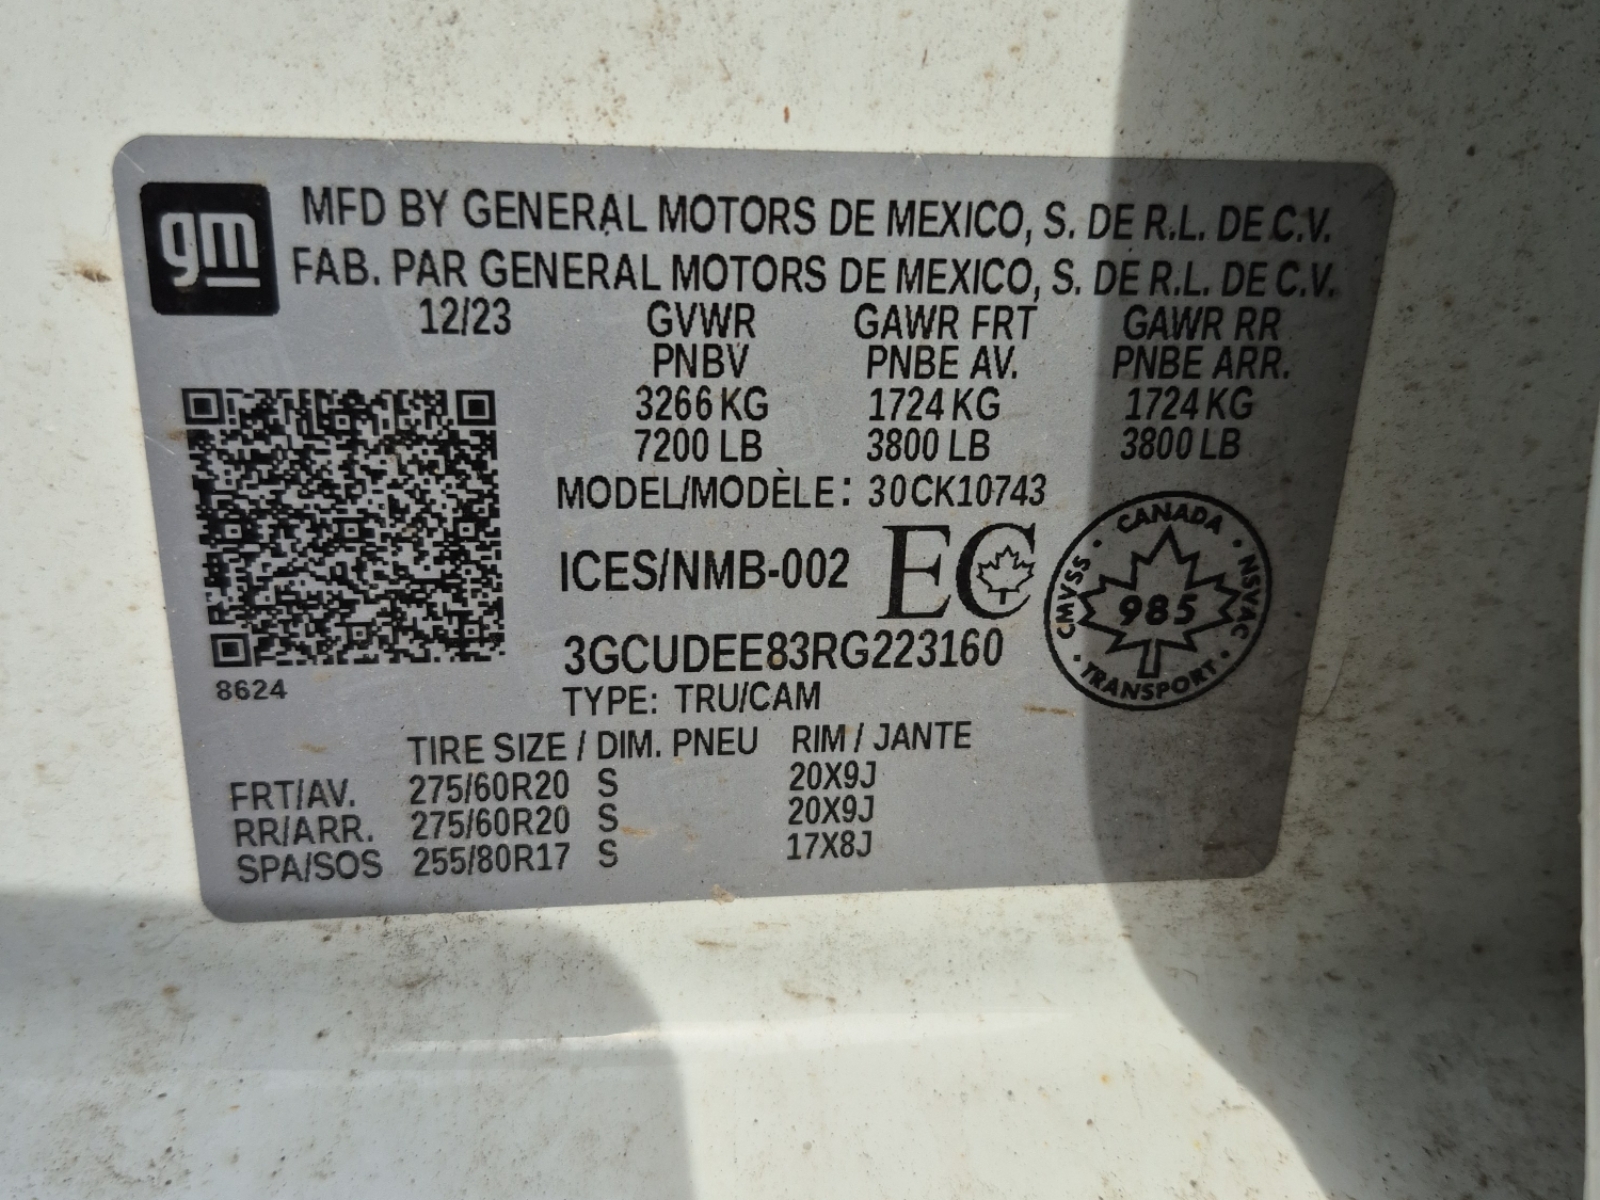 gm
MFD BY GENERAL MOTORS DE MEXICO, S. DE R.L. DE C.V.
FAB. PAR GENERAL MOTORS DE MEXICO, S. DE R.L. DE C.V.
12/23 GVWR GAWR FRT GAWR RR
PNBV PNBE AV. PNBE ARR.
3266 KG 1724 KG 1724 KG
7200 LB 3800 LB 3800 LB
MODEL/MODÈLE: 30CK10743
ICES/NMB-002 EC
CANADA
CMVSS · 985 · NSVAC
TRANSPORT
3GCUDEE83RG223160
8624
TYPE: TRU/CAM
TIRE SIZE / DIM. PNEU RIM / JANTE
FRT/AV. 275/60R20 S 20X9J
RR/ARR. 275/60R20 S 20X9J
SPA/SOS 255/80R17 S 17X8J